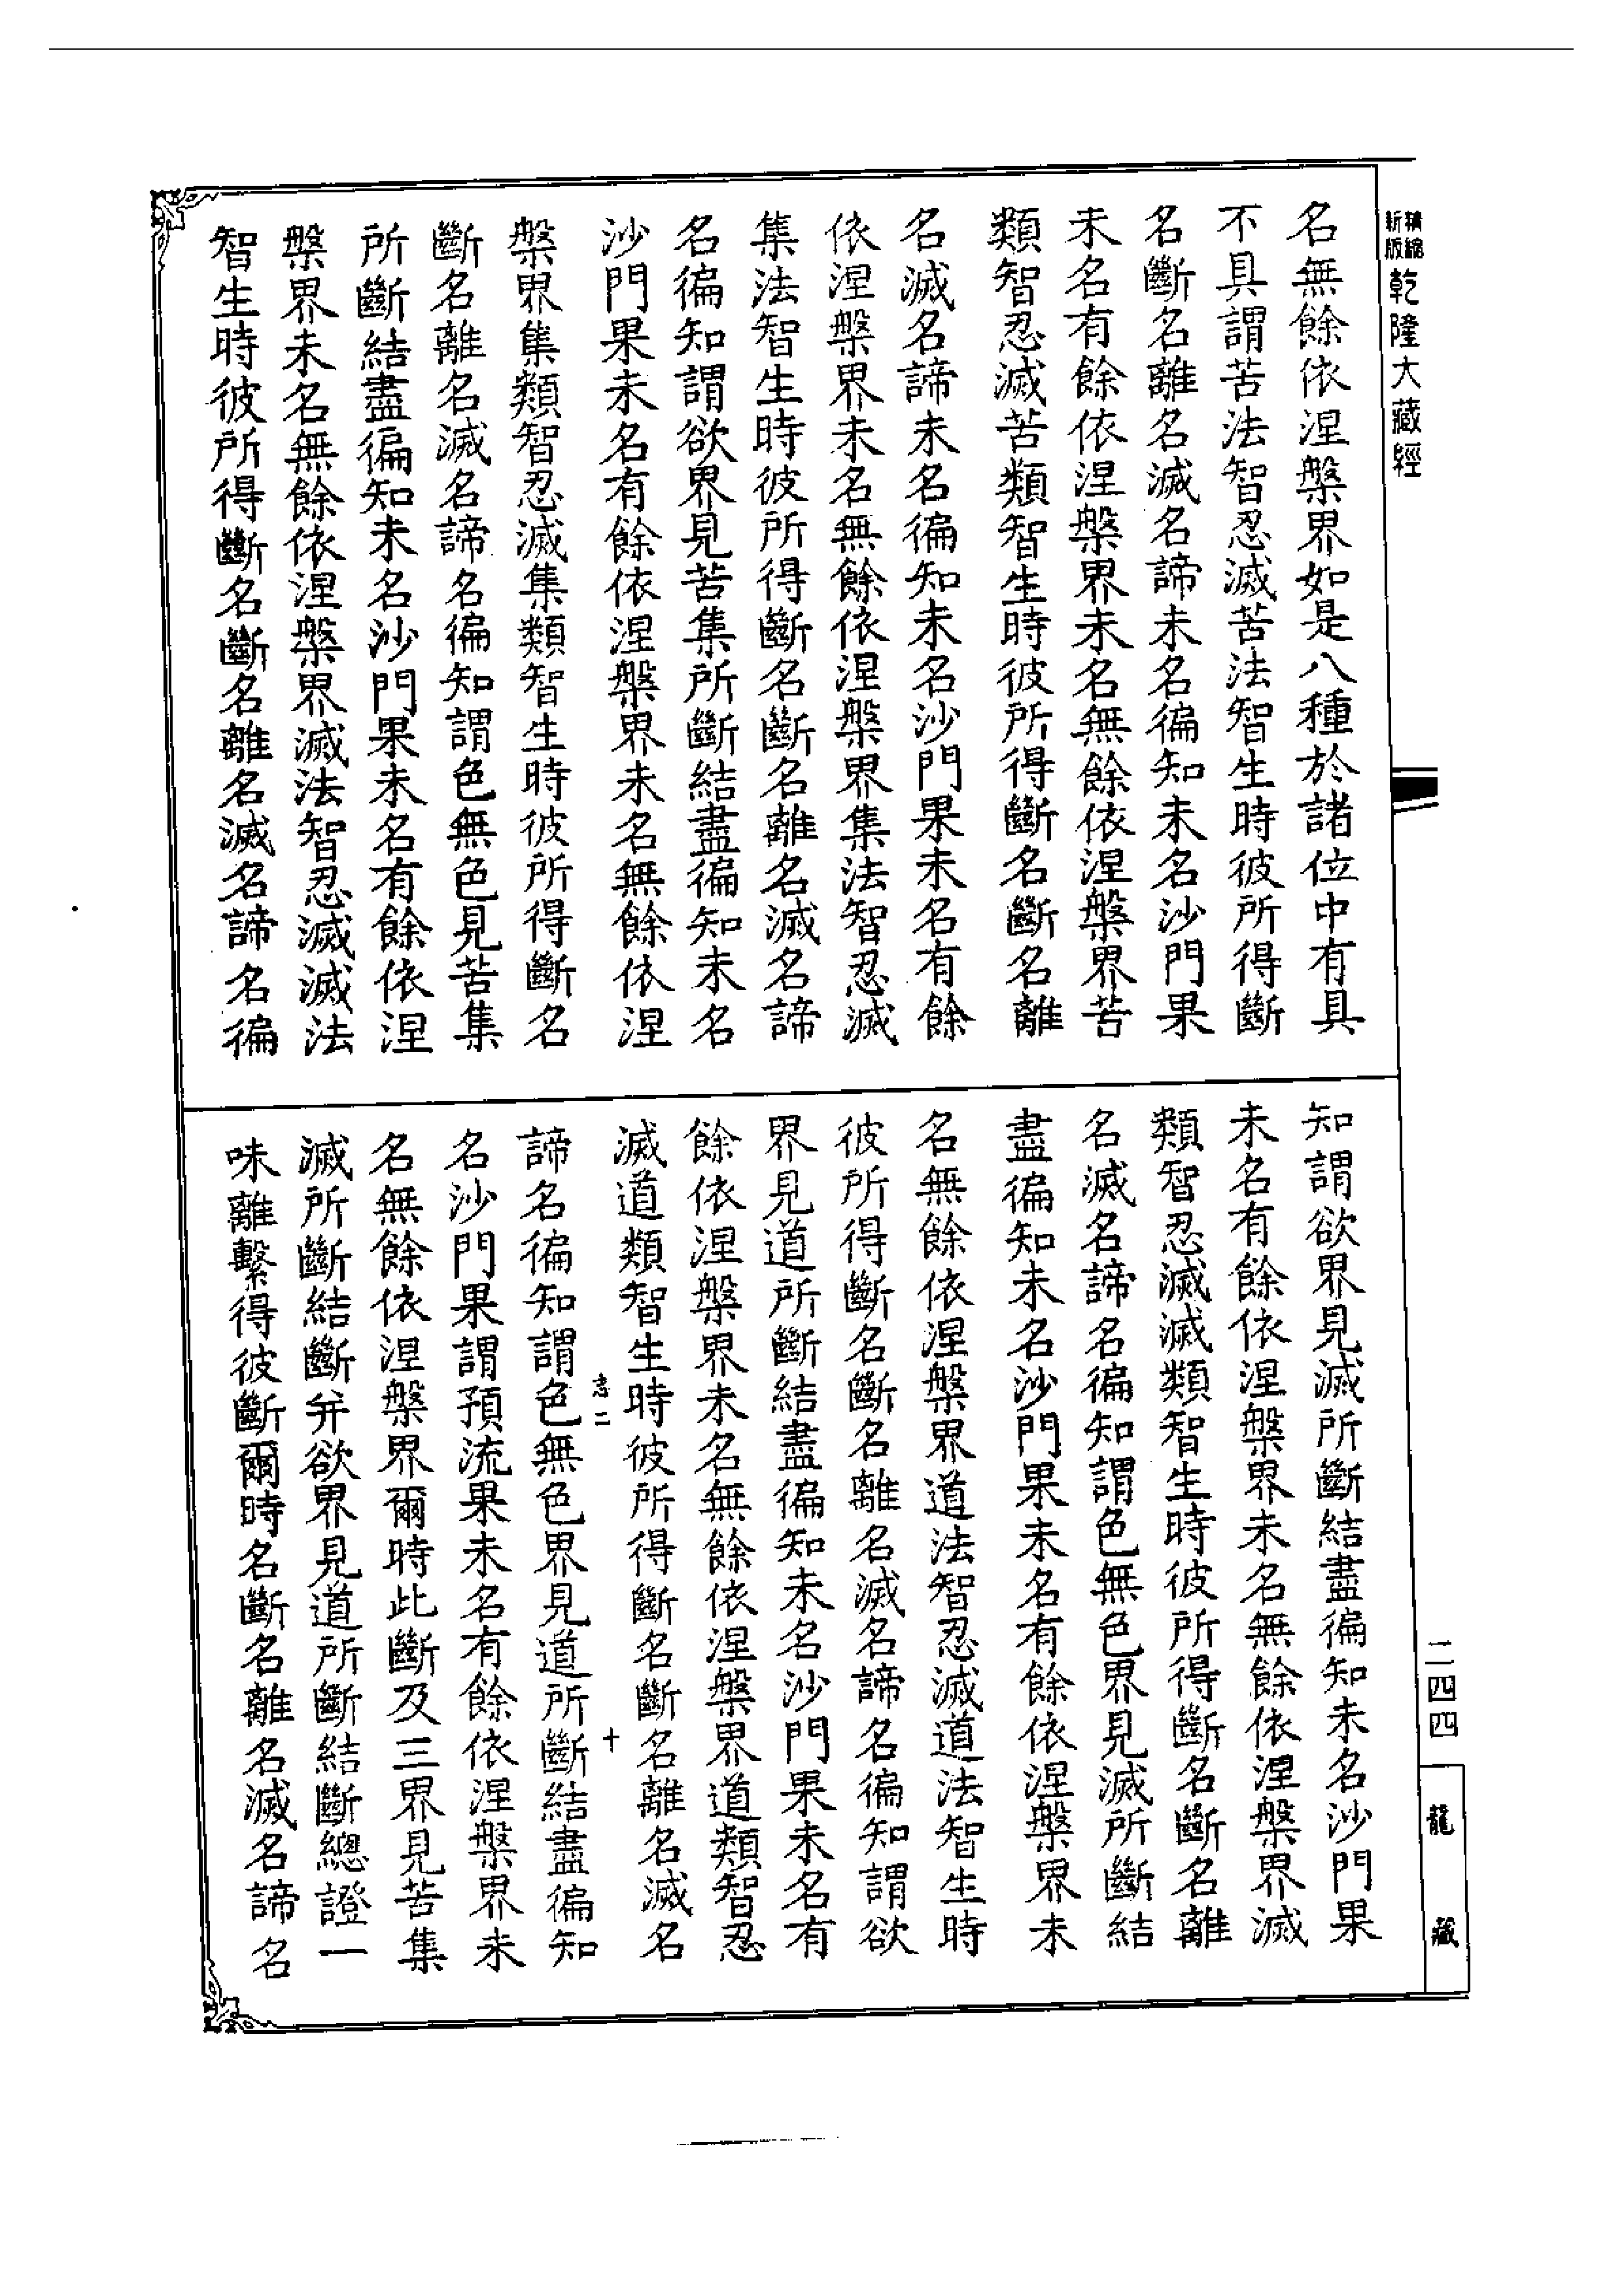 精縮新版乾隆大藏經
名無餘依涅槃界如是八種於諸位中有具
不具謂苦法智忍滅苦法智生時彼所得斷
名斷名離名滅名諦未名徧知未名沙門果
未名有餘依涅槃界未名無餘依涅槃界苦
類智忍滅苦類智生時彼所得斷名斷名離
名滅名諦未名徧知未名沙門果未名有餘
依涅槃界未名無餘依涅槃界集法智忍滅
集法智生時彼所得斷名斷名離名滅名諦
名徧知謂欲界見苦集所斷結盡徧知未名
沙門果未名有餘依涅槃界未名無餘依涅
槃界集類智忍滅集類智生時彼所得斷名
斷名離名滅名諦名徧知謂色無色見苦集
所斷結盡徧知未名沙門果未名有餘依涅
槃界未名無餘依涅槃界滅法智忍滅滅法
智生時彼所得斷名斷名離名滅名諦名徧
知謂欲界見滅所斷結盡徧知未名沙門果
未名有餘依涅槃界未名無餘依涅槃界滅
類智忍滅滅類智生時彼所得斷名斷名離
名滅名諦名徧知謂色無色界見滅所斷結
盡徧知未名沙門果未名有餘依涅槃界未
名無餘依涅槃界道法智忍滅道法智生時
彼所得斷名斷名離名滅名諦名徧知謂欲
界見道所斷結盡徧知未名沙門果未名有
餘依涅槃界未名無餘依涅槃界道類智忍
滅道類智生時彼所得斷名斷名離名滅名
志二 十
諦名徧知謂色無色界見道所斷結盡徧知
名沙門果謂預流果未名有餘依涅槃界未
名無餘依涅槃界爾時此斷及三界見苦集
滅所斷結斷并欲界見道所斷結斷總證一
味離繫得彼斷爾時名斷名離名滅名諦名
二四四
龍藏